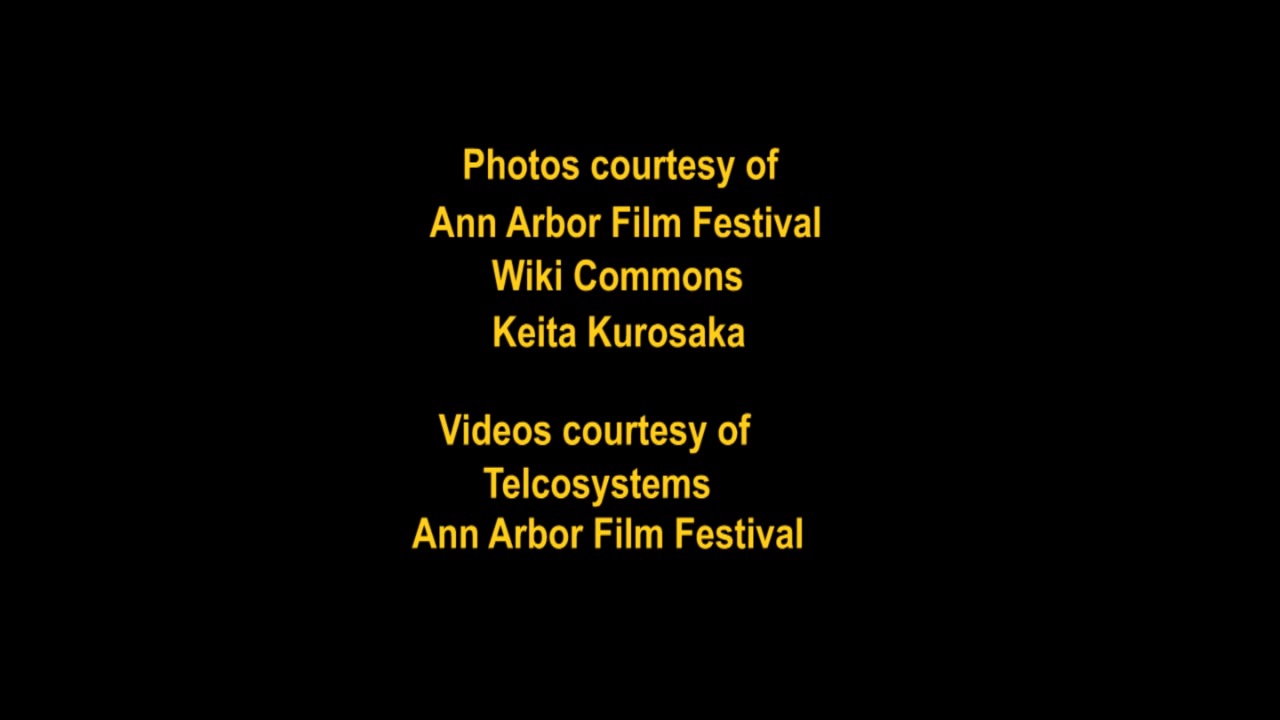 Photos courtesy of
Ann Arbor Film Festival
Wiki Commons
Keita Kurosaka
Videos courtesy of
Telcosystems
Ann Arbor Film Festival